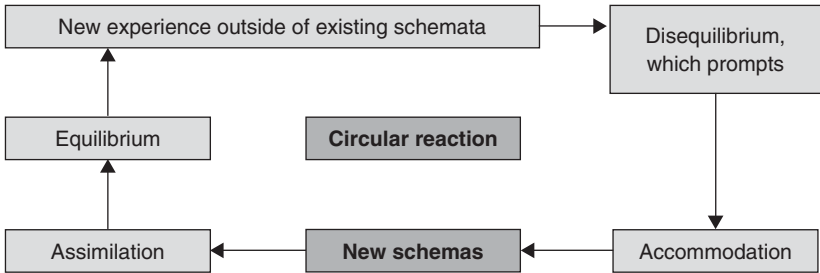 New experience outside of existing schemata
Disequilibrium,
which prompts
Equilibrium
Circular reaction
Assimilation
New schemas
Accommodation